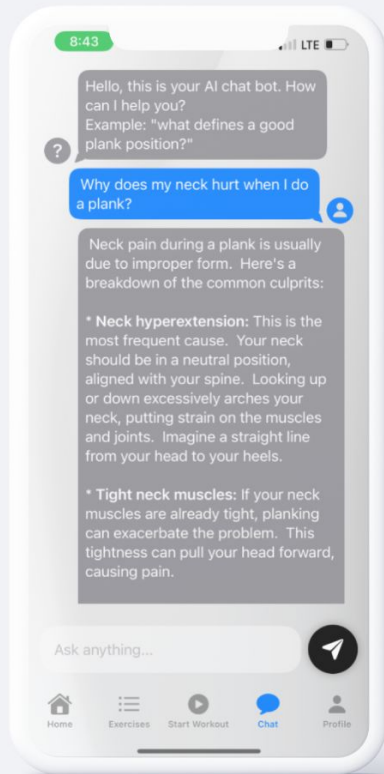 8:43
LTE
Hello, this is your AI chat bot. How
can I help you?
Example: "what defines a good
plank position?"
?
Why does my neck hurt when I do
a plank?
Neck pain during a plank is usually
due to improper form. Here's a
breakdown of the common culprits:
* Neck hyperextension: This is the
most frequent cause. Your neck
should be in a neutral position,
aligned with your spine. Looking up
or down excessively arches your
neck, putting strain on the muscles
and joints. Imagine a straight line
from your head to your heels.
* Tight neck muscles: If your neck
muscles are already tight, planking
can exacerbate the problem. This
tightness can pull your head forward,
causing pain.
Ask anything...
Home Exercises Start Workout Chat Profile